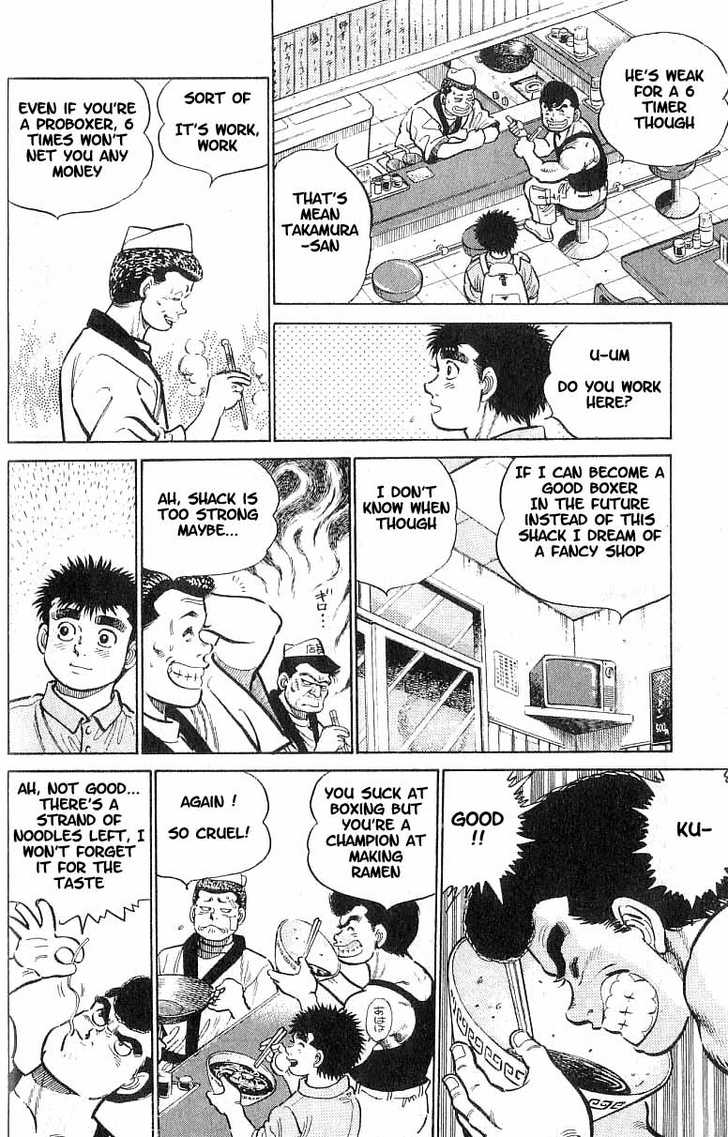 HE'S WEAK
FOR A 6
TIMER
THOUGH
THAT'S
MEAN
TAKAMURA
-SAN
SORT OF
IT'S WORK,
WORK
EVEN IF YOU'RE
A PROBOXER, 6
TIMES WON'T
NET YOU ANY
MONEY
U-UM
DO YOU WORK
HERE?
IF I CAN BECOME A
GOOD BOXER
IN THE FUTURE
INSTEAD OF THIS
SHACK I DREAM OF
A FANCY SHOP
I DON'T
KNOW WHEN
THOUGH
AH, SHACK IS
TOO STRONG
MAYBE...
ギロ...
KU-
GOOD
!!
YOU SUCK AT
BOXING BUT
YOU'RE A
CHAMPION AT
MAKING
RAMEN
AGAIN !
SO CRUEL!
AH, NOT GOOD...
THERE'S A
STRAND OF
NOODLES LEFT, I
WON'T FORGET
IT FOR THE
TASTE